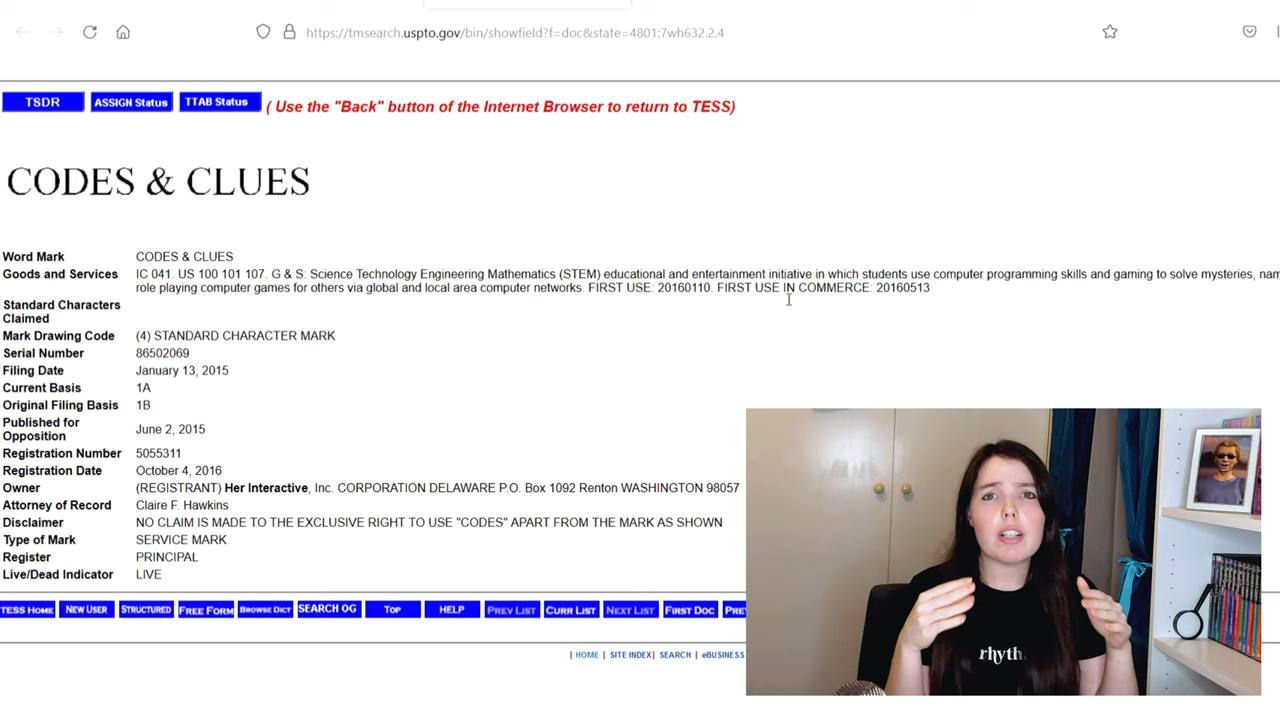 https://tmsearch.uspto.gov/bin/showfield?f=doc&state=4801:7wh632.2.4
TSDR ASSIGN Status TTAB Status ( Use the "Back" button of the Internet Browser to return to TESS)
CODES & CLUES
Word Mark CODES & CLUES
Goods and Services IC 041. US 100 101 107. G & S: Science Technology Engineering Mathematics (STEM) educational and entertainment initiative in which students use computer programming skills and gaming to solve mysteries,
role playing computer games for others via global and local area computer networks. FIRST USE: 20160110. FIRST USE IN COMMERCE: 20160513
Standard Characters
Claimed
Mark Drawing Code (4) STANDARD CHARACTER MARK
Serial Number 86502069
Filing Date January 13, 2015
Current Basis 1A
Original Filing Basis 1B
Published for
Opposition June 2, 2015
Registration Number 5055311
Registration Date October 4, 2016
Owner (REGISTRANT) Her Interactive, Inc. CORPORATION DELAWARE P.O. Box 1092 Renton WASHINGTON 98057
Attorney of Record Claire F. Hawkins
Disclaimer NO CLAIM IS MADE TO THE EXCLUSIVE RIGHT TO USE "CODES" APART FROM THE MARK AS SHOWN
Type of Mark SERVICE MARK
Register PRINCIPAL
Live/Dead Indicator LIVE
TESS HOME NEW USER STRUCTURED FREE FORM BROWSE DICT SEARCH OG TOP HELP PREV LIST CURR LIST NEXT LIST FIRST DOC
| HOME | SITE INDEX | SEARCH | eBUSINESS
rhyth